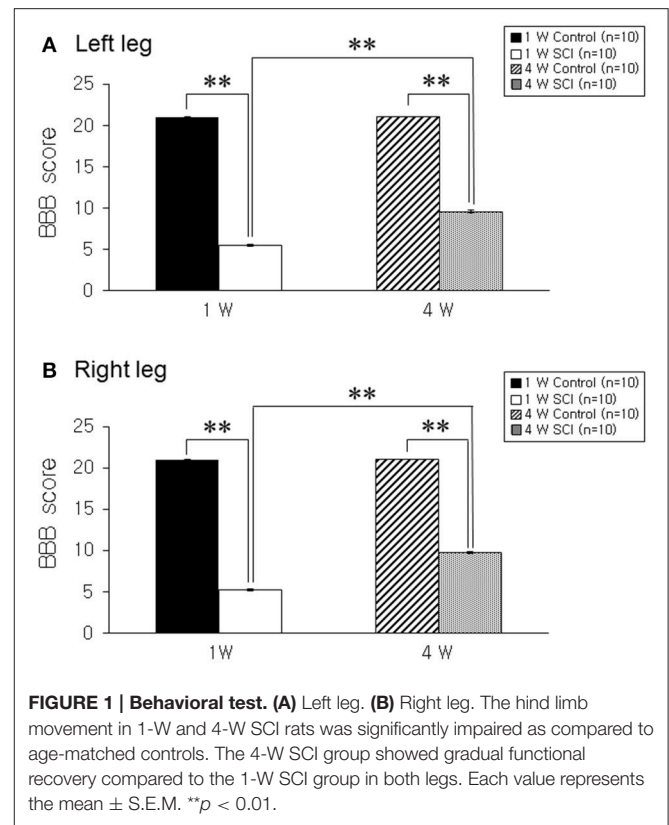 A Left leg
1 W Control (n=10)
1 W SCI (n=10)
4 W Control (n=10)
4 W SCI (n=10)
**
**
**
BBB score
25
20
15
10
5
0
1 W
4 W
B Right leg
1 W Control (n=10)
1 W SCI (n=10)
4 W Control (n=10)
4 W SCI (n=10)
**
**
**
BBB score
25
20
15
10
5
0
1W
4 W
FIGURE 1 | Behavioral test. (A) Left leg. (B) Right leg. The hind limb
movement in 1-W and 4-W SCI rats was significantly impaired as compared to
age-matched controls. The 4-W SCI group showed gradual functional
recovery compared to the 1-W SCI group in both legs. Each value represents
the mean ± S.E.M. **p < 0.01.